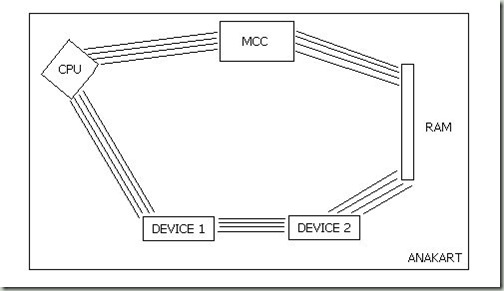 MCC
CPU
RAM
DEVICE 1
DEVICE 2
ANAKART